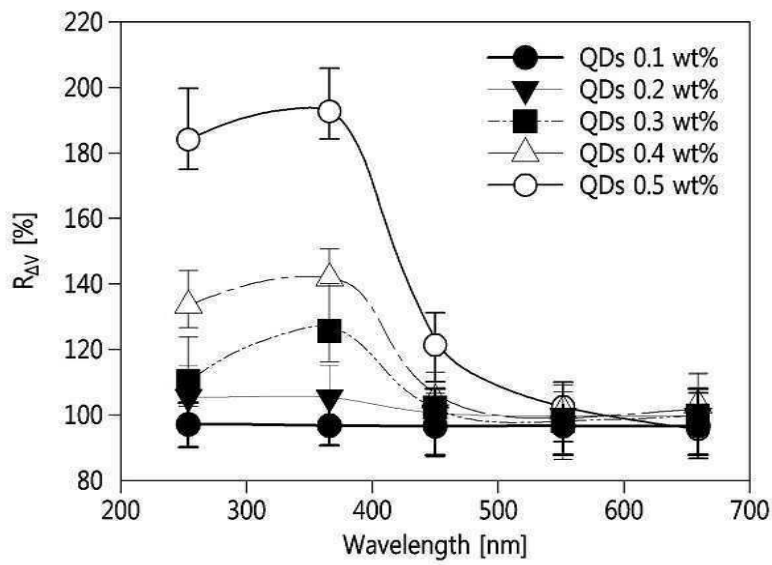 220
200
180
160
140
120
100
80
R_ΔV [%]
QDs 0.1 wt%
QDs 0.2 wt%
QDs 0.3 wt%
QDs 0.4 wt%
QDs 0.5 wt%
200 300 400 500 600 700
Wavelength [nm]